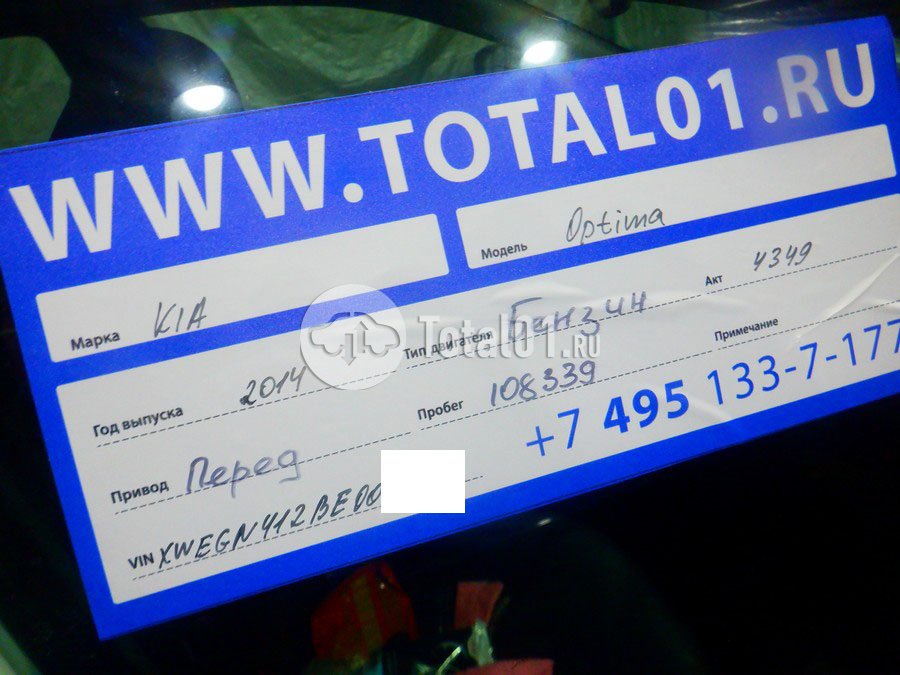 WWW.TOTAL01.RU
Марка KIA Модель Optima
Год выпуска 2014 Тип двигателя Бензин Акт 4349
Привод Перед Пробег 108339 Примечание
VIN XWEGN412BE00 +7 495 133-7-177
Total01.RU